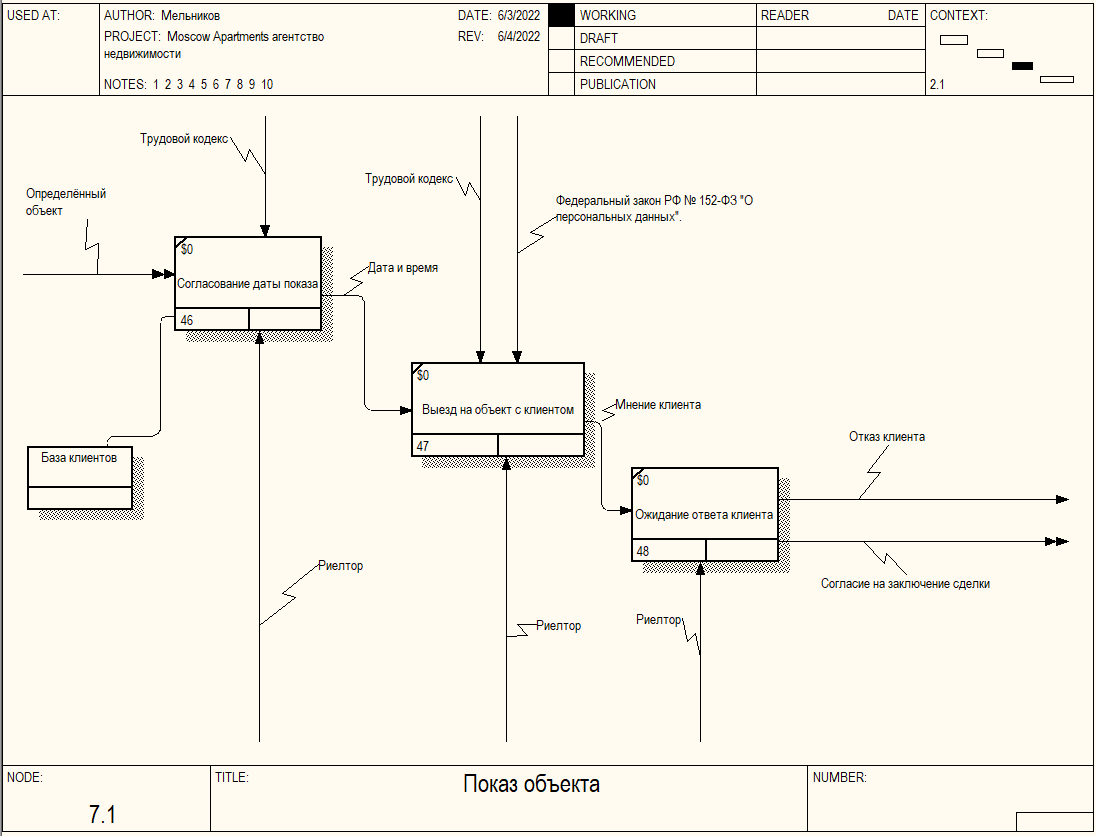 USED AT:
AUTHOR: Мельников
DATE: 6/3/2022
PROJECT: Moscow Apartments агентство
недвижимости
REV: 6/4/2022
NOTES: 1 2 3 4 5 6 7 8 9 10
WORKING
DRAFT
RECOMMENDED
PUBLICATION
READER DATE
CONTEXT:
2.1
Трудовой кодекс
Трудовой кодекс
Определённый
объект
Федеральный закон РФ № 152-ФЗ "О
персональных данных".
$0
Согласование даты показа
46
Дата и время
$0
Выезд на объект с клиентом
47
Мнение клиента
База клиентов
Отказ клиента
$0
Ожидание ответа клиента
48
Согласие на заключение сделки
Риелтор
Риелтор
Риелтор
NODE:
7.1
TITLE:
Показ объекта
NUMBER: